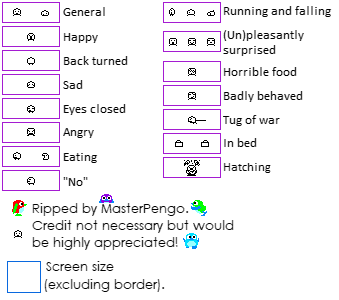 General
Happy
Back turned
Sad
Eyes closed
Angry
Eating
"No"
Running and falling
(Un)pleasantly
surprised
Horrible food
Badly behaved
Tug of war
In bed
Hatching
Ripped by MasterPengo.
Credit not necessary but would
be highly appreciated!
Screen size
(excluding border).